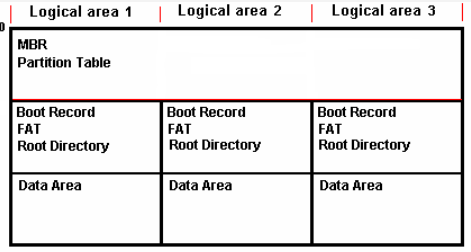 Logical area 1 Logical area 2 Logical area 3
0
MBR
Partition Table
Boot Record Boot Record Boot Record
FAT FAT FAT
Root Directory Root Directory Root Directory
Data Area Data Area Data Area